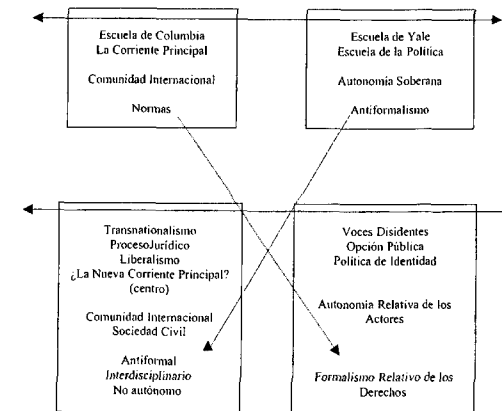 Escuela de Columbia
La Corriente Principal
Comunidad Internacional
Normas
Escuela de Yale
Escuela de la Política
Autonomía Soberana
Antiformalismo
Transnationalismo
ProcesoJurídico
Liberalismo
¿La Nueva Corriente Principal?
(centro)
Comunidad Internacional
Sociedad Civil
Antiformal
Interdisciplinario
No autónomo
Voces Disidentes
Opción Pública
Política de Identidad
Autonomía Relativa de los
Actores
Formalismo Relativo de los
Derechos